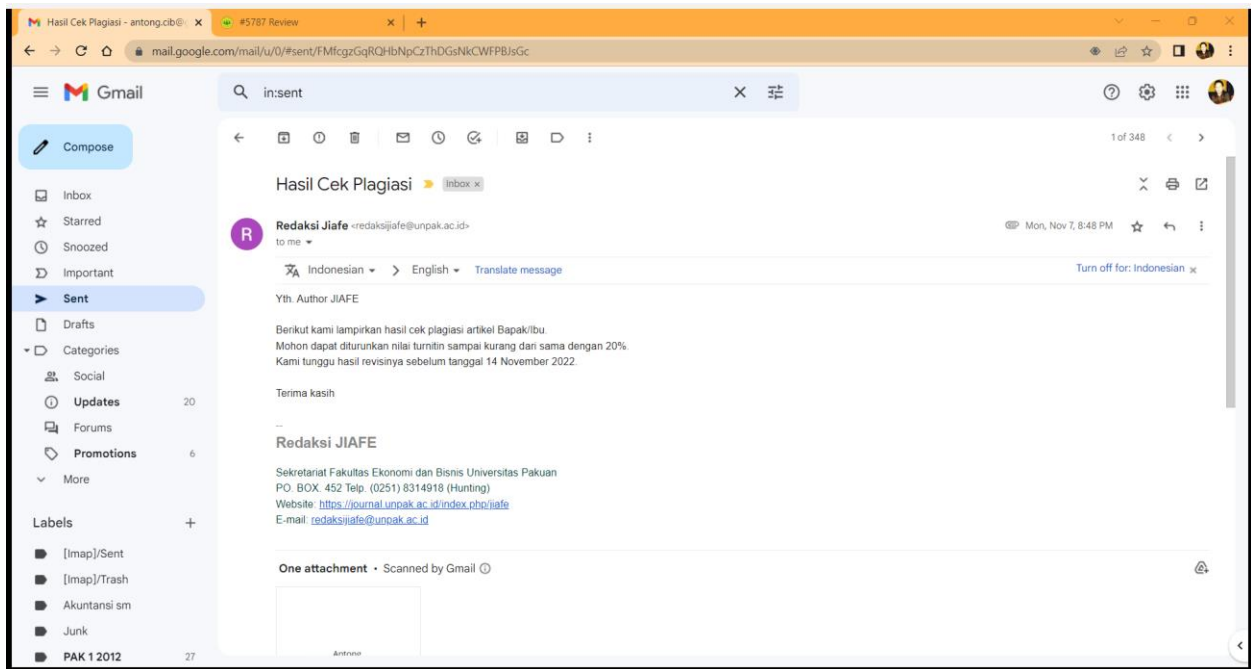 Hasil Cek Plagiasi - antong.cib@
#5787 Review
mail.google.com/mail/u/0/#sent/FMfcgzGqRQHbNpCzThDGsNkCWFPBJsGc
Gmail
in:sent
Compose
1 of 348
Inbox
Starred
Snoozed
Important
Sent
Drafts
Categories
Social
Updates 20
Forums
Promotions 6
More
Labels
[Imap]/Sent
[Imap]/Trash
Akuntansi sm
Junk
PAK 1 2012 27
Hasil Cek Plagiasi Inbox x
R
Redaksi Jiafe <redaksijiafe@unpak.ac.id>
Mon, Nov 7, 8:48 PM
to me
Indonesian > English Translate message
Turn off for: Indonesian x
Yth. Author JIAFE
Berikut kami lampirkan hasil cek plagiasi artikel Bapak/Ibu.
Mohon dapat diturunkan nilai turnitin sampai kurang dari sama dengan 20%.
Kami tunggu hasil revisinya sebelum tanggal 14 November 2022.
Terima kasih
--
Redaksi JIAFE
Sekretariat Fakultas Ekonomi dan Bisnis Universitas Pakuan
PO. BOX. 452 Telp. (0251) 8314918 (Hunting)
Website: https://journal.unpak.ac.id/index.php/jiafe
E-mail: redaksijiafe@unpak.ac.id
One attachment • Scanned by Gmail
Antong